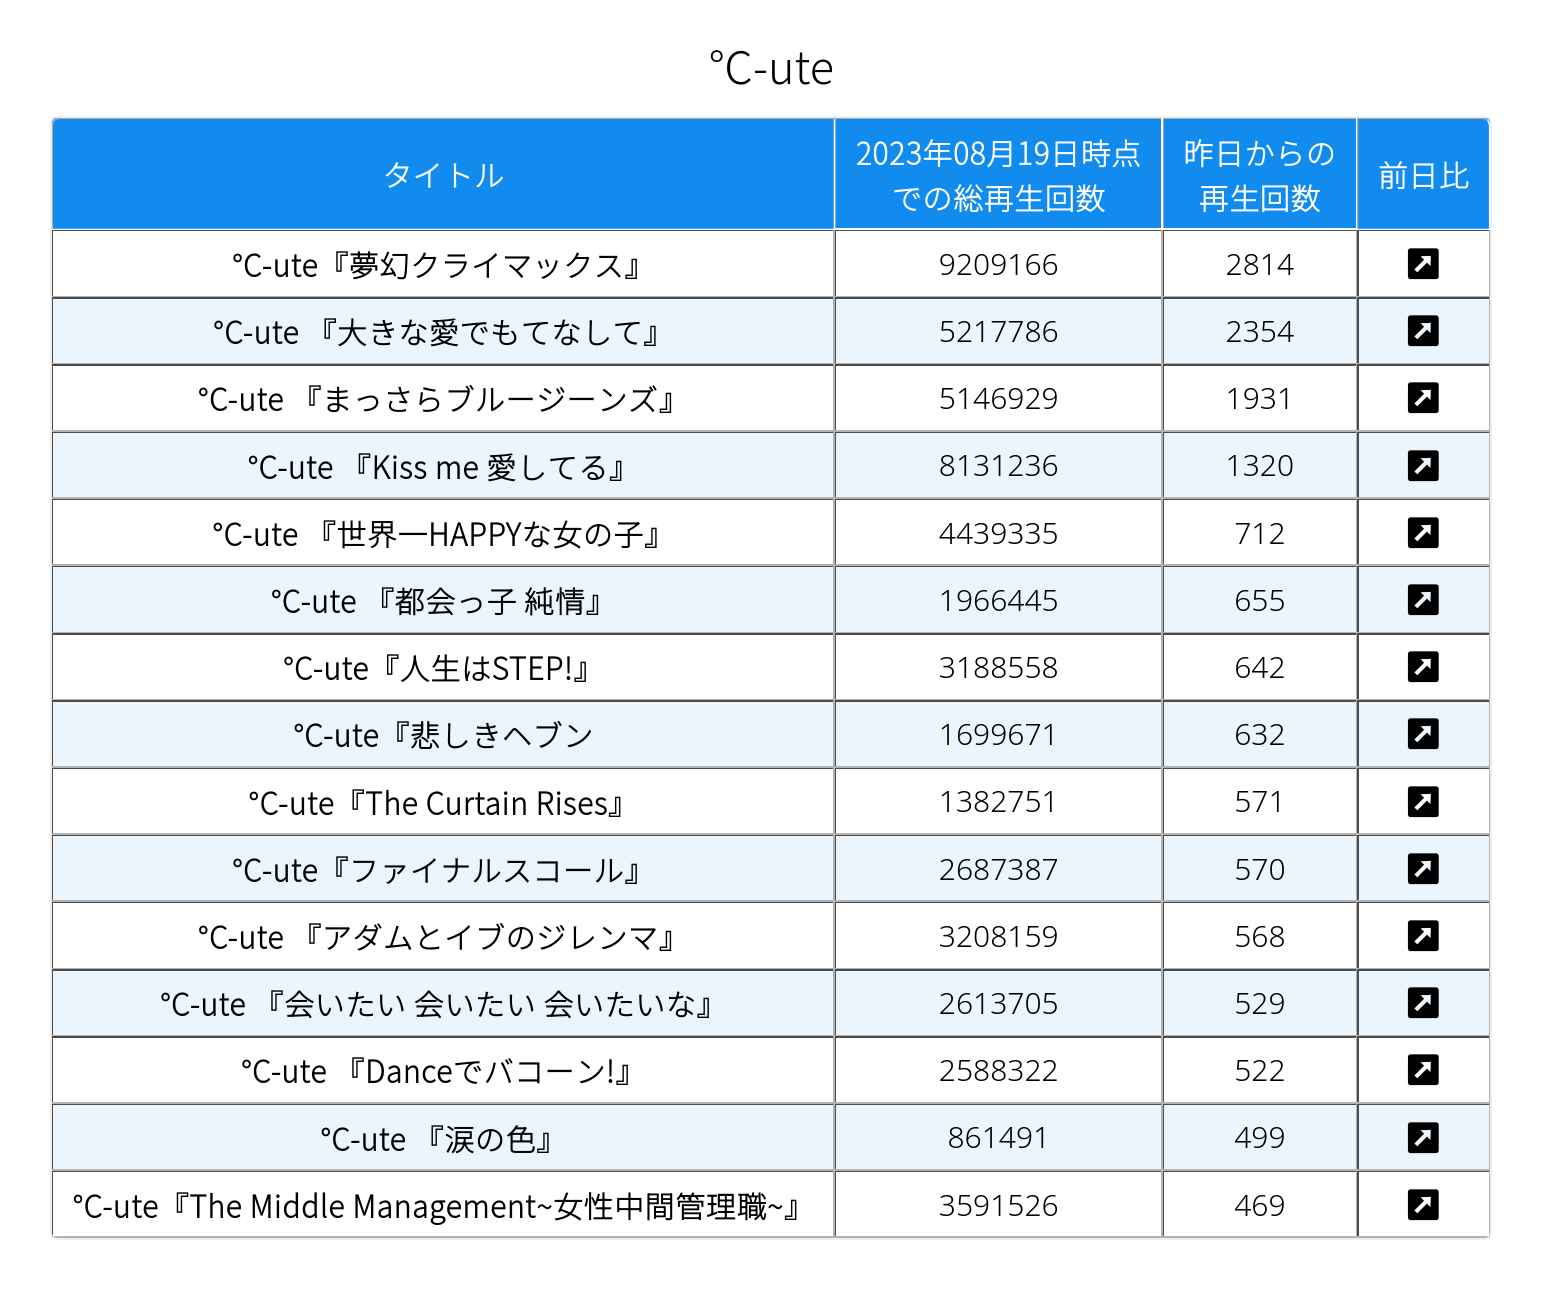 ℃-ute
タイトル
2023年08月19日時点
での総再生回数
昨日からの
再生回数
前日比
℃-ute『夢幻クライマックス』 9209166 2814
℃-ute 『大きな愛でもてなして』 5217786 2354
℃-ute 『まっさらブルージーンズ』 5146929 1931
℃-ute 『Kiss me 愛してる』 8131236 1320
℃-ute 『世界一HAPPYな女の子』 4439335 712
℃-ute 『都会っ子 純情』 1966445 655
℃-ute『人生はSTEP!』 3188558 642
℃-ute『悲しきヘブン 1699671 632
℃-ute『The Curtain Rises』 1382751 571
℃-ute『ファイナルスコール』 2687387 570
℃-ute 『アダムとイブのジレンマ』 3208159 568
℃-ute 『会いたい 会いたい 会いたいな』 2613705 529
℃-ute 『Danceでバコーン!』 2588322 522
℃-ute 『涙の色』 861491 499
℃-ute『The Middle Management~女性中間管理職~』 3591526 469